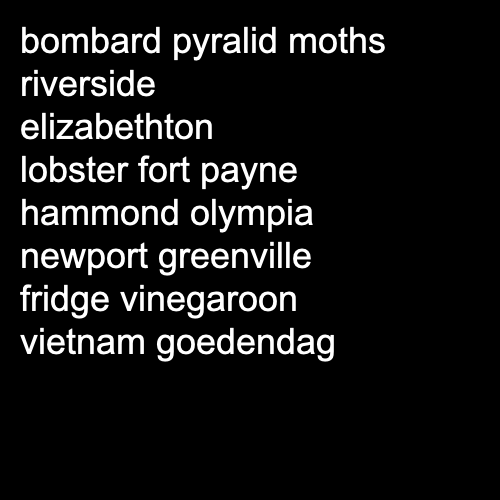 bombard pyralid moths
riverside
elizabethton
lobster fort payne
hammond olympia
newport greenville
fridge vinegaroon
vietnam goedendag